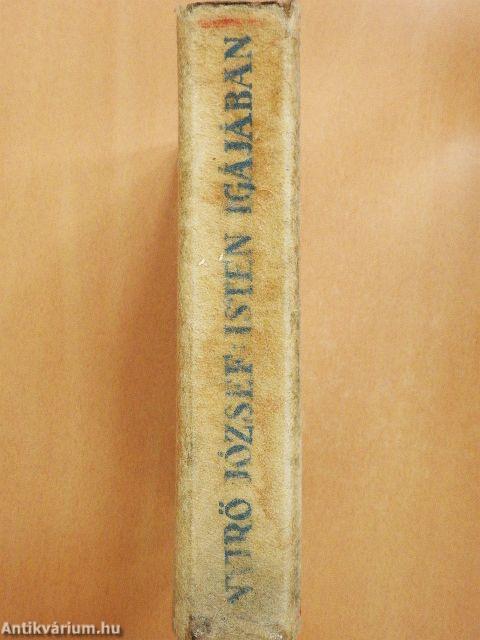 NYIRŐ JÓZSEF: ISTEN IGÁJÁBAN
Antikvárium.hu